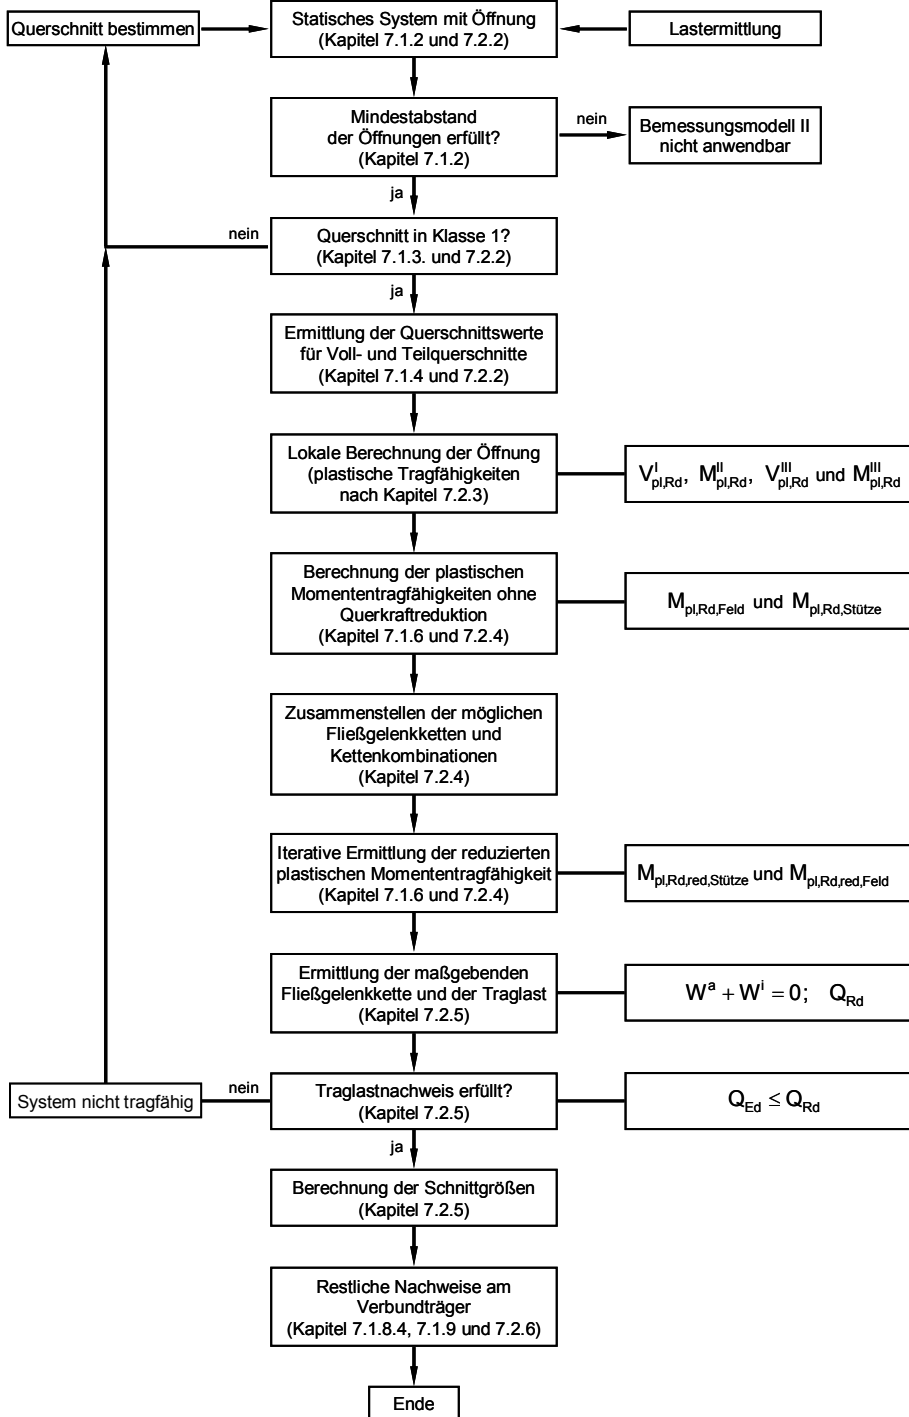 Querschnitt bestimmen
Statisches System mit Öffnung
(Kapitel 7.1.2 und 7.2.2)
Lastermittlung
Mindestabstand
der Öffnungen erfüllt?
(Kapitel 7.1.2)
nein
Bemessungsmodell II
nicht anwendbar
ja
nein
Querschnitt in Klasse 1?
(Kapitel 7.1.3. und 7.2.2)
ja
Ermittlung der Querschnittswerte
für Voll- und Teilquerschnitte
(Kapitel 7.1.4 und 7.2.2)
Lokale Berechnung der Öffnung
(plastische Tragfähigkeiten
nach Kapitel 7.2.3)
V^I_pl,Rd, M^II_pl,Rd, V^III_pl,Rd und M^III_pl,Rd
Berechnung der plastischen
Momententragfähigkeiten ohne
Querkraftreduktion
(Kapitel 7.1.6 und 7.2.4)
M_pl,Rd,Feld und M_pl,Rd,Stütze
Zusammenstellen der möglichen
Fließgelenkketten und
Kettenkombinationen
(Kapitel 7.2.4)
Iterative Ermittlung der reduzierten
plastischen Momententragfähigkeit
(Kapitel 7.1.6 und 7.2.4)
M_pl,Rd,red,Stütze und M_pl,Rd,red,Feld
Ermittlung der maßgebenden
Fließgelenkkette und der Traglast
(Kapitel 7.2.5)
W^a + W^i = 0; Q_Rd
System nicht tragfähig
nein
Traglastnachweis erfüllt?
(Kapitel 7.2.5)
Q_Ed ≤ Q_Rd
ja
Berechnung der Schnittgrößen
(Kapitel 7.2.5)
Restliche Nachweise am
Verbundträger
(Kapitel 7.1.8.4, 7.1.9 und 7.2.6)
Ende